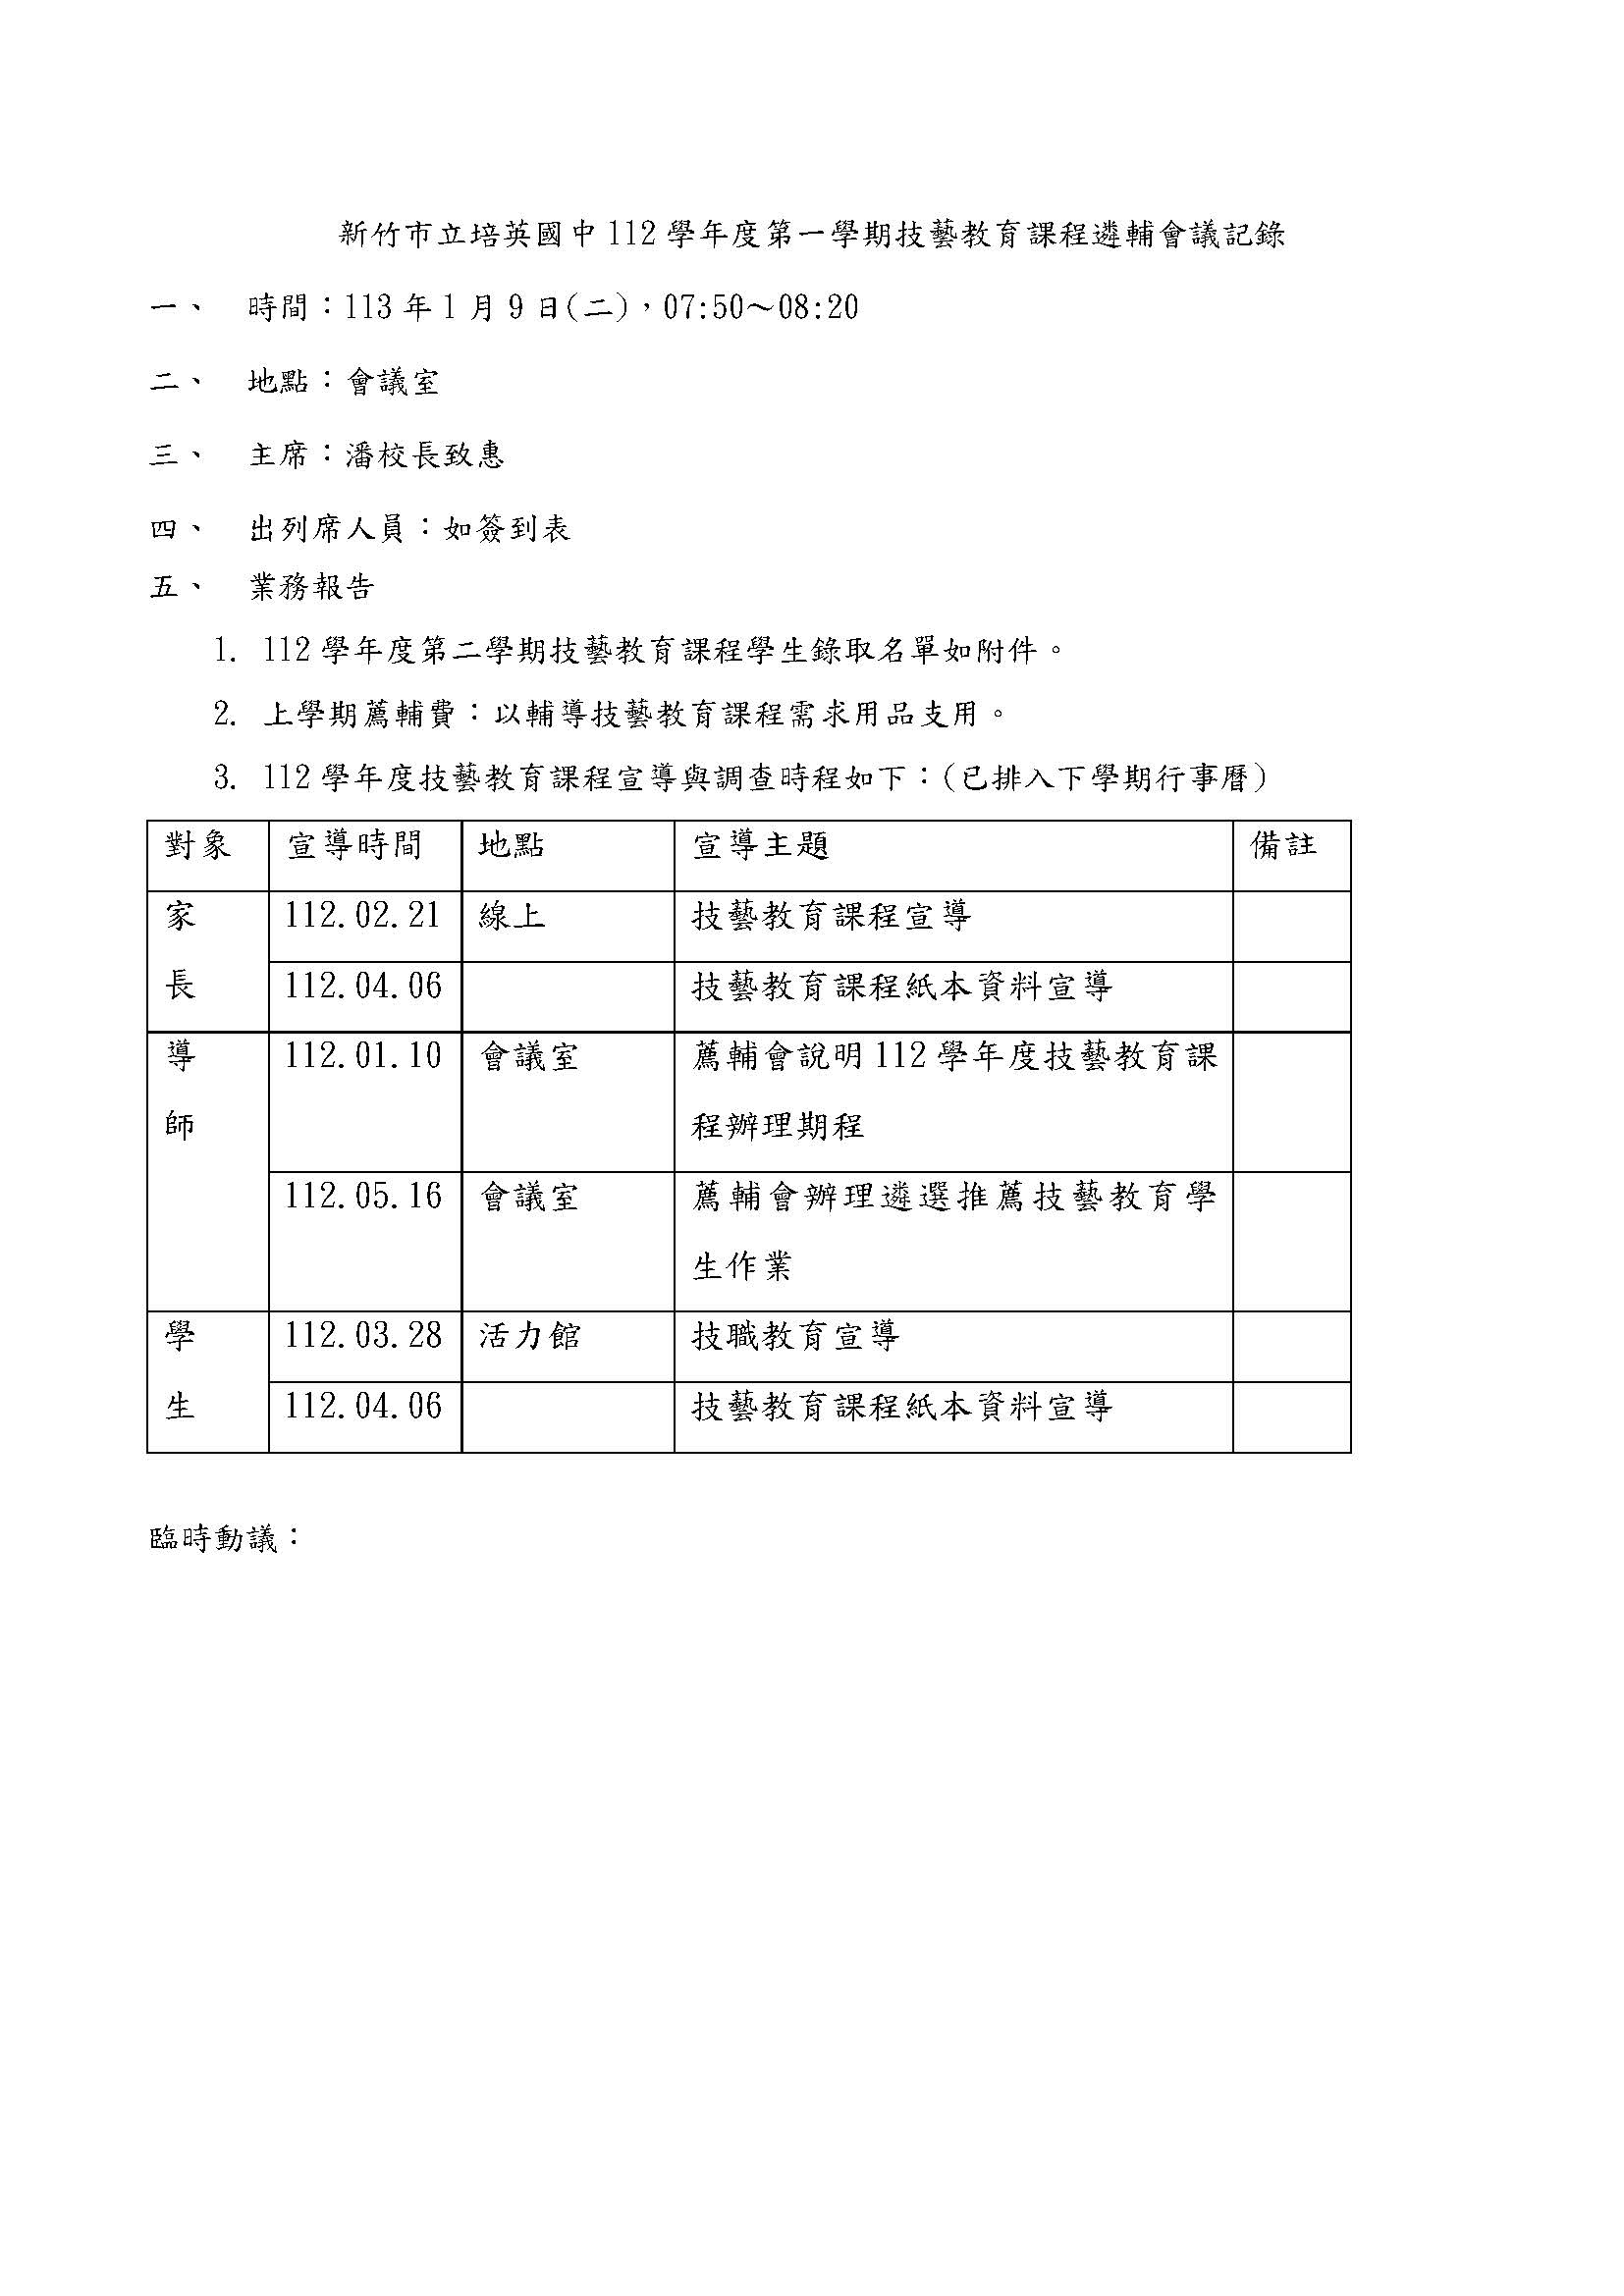 新竹市立培英國中112學年度第一學期技藝教育課程遴輔會議記錄
一、 時間：113年1月9日(二)，07:50～08:20
二、 地點：會議室
三、 主席：潘校長致惠
四、 出列席人員：如簽到表
五、 業務報告
1. 112學年度第二學期技藝教育課程學生錄取名單如附件。
2. 上學期薦輔費：以輔導技藝教育課程需求用品支用。
3. 112學年度技藝教育課程宣導與調查時程如下：(已排入下學期行事曆)
對象 宣導時間 地點 宣導主題 備註
家 112.02.21 線上 技藝教育課程宣導
長 112.04.06 技藝教育課程紙本資料宣導
導 112.01.10 會議室 薦輔會說明112學年度技藝教育課
師 程辦理期程
112.05.16 會議室 薦輔會辦理遴選推薦技藝教育學
生作業
學 112.03.28 活力館 技職教育宣導
生 112.04.06 技藝教育課程紙本資料宣導
臨時動議：